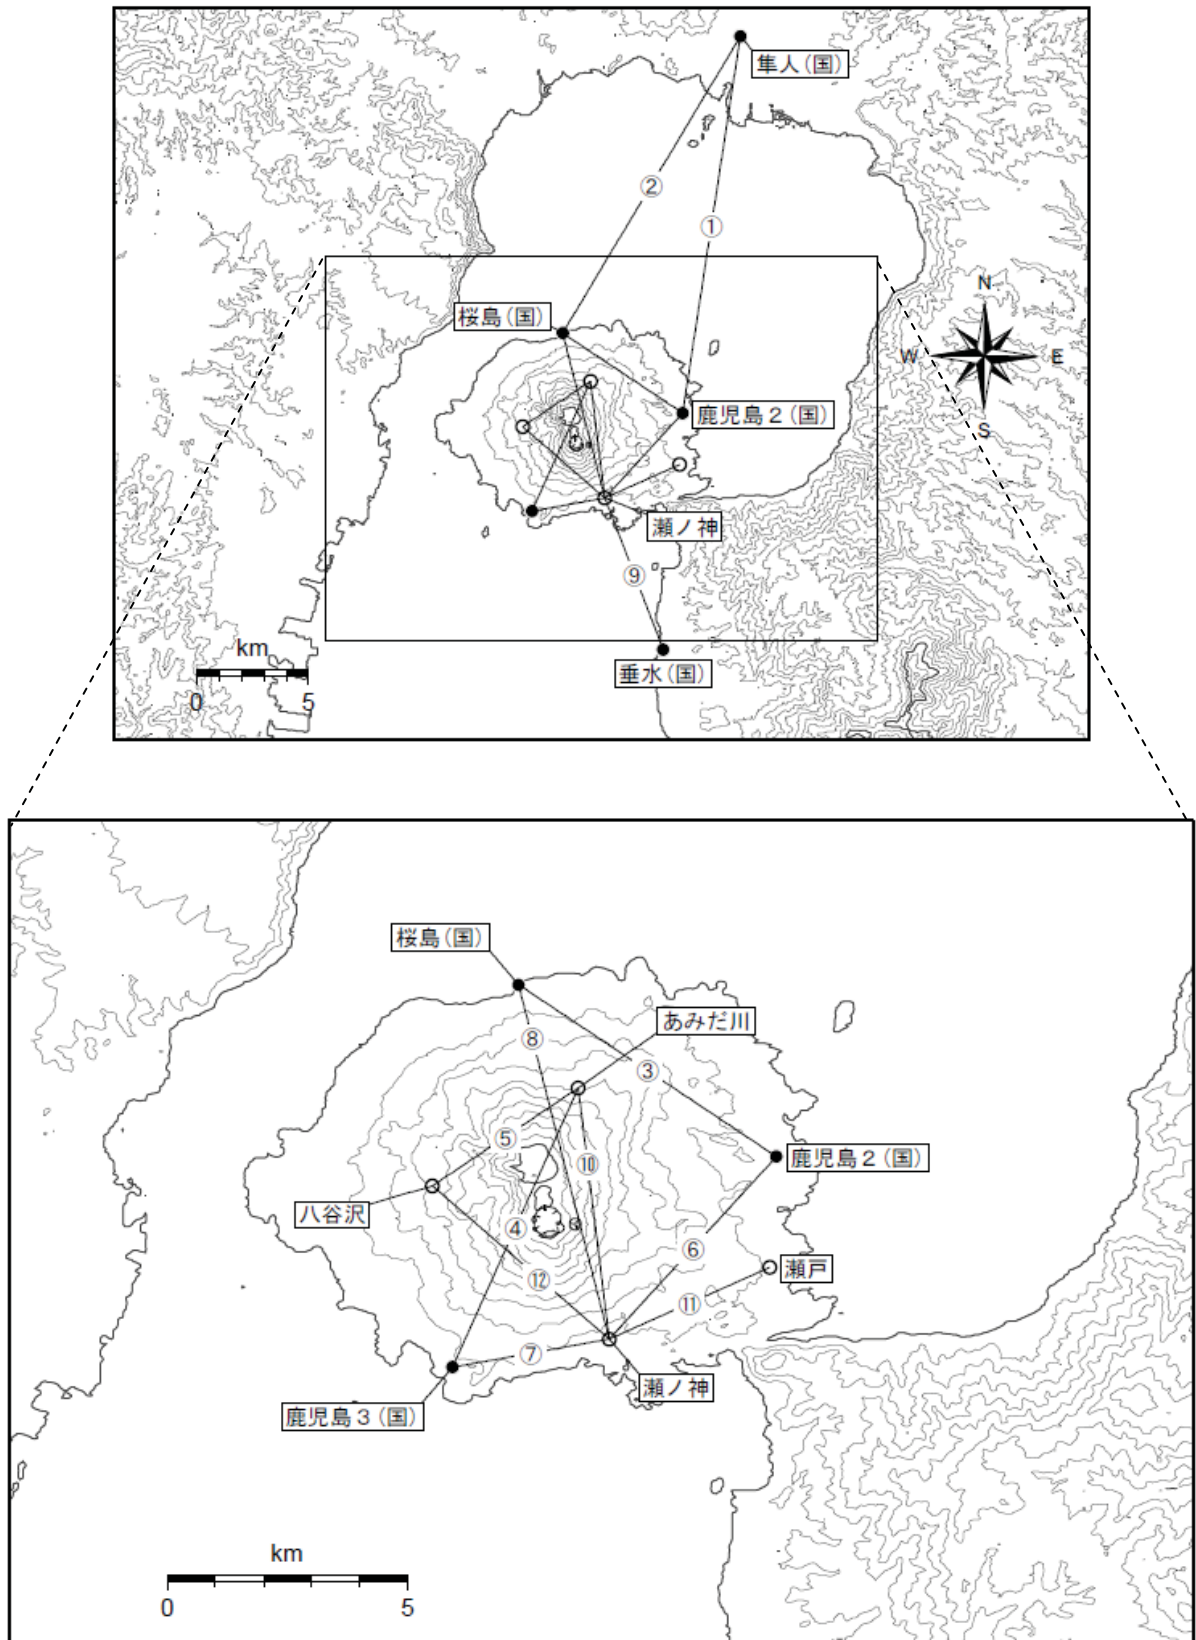 隼人(国)
②
①
N
桜島(国)
W
E
鹿児島2(国)
S
瀬ノ神
⑨
km
垂水(国)
0
5
桜島(国)
あみだ川
⑧
③
⑤
⑩
鹿児島2(国)
八谷沢
④
⑥
⑫
瀬戸
⑪
⑦
瀬ノ神
鹿児島3(国)
km
0
5